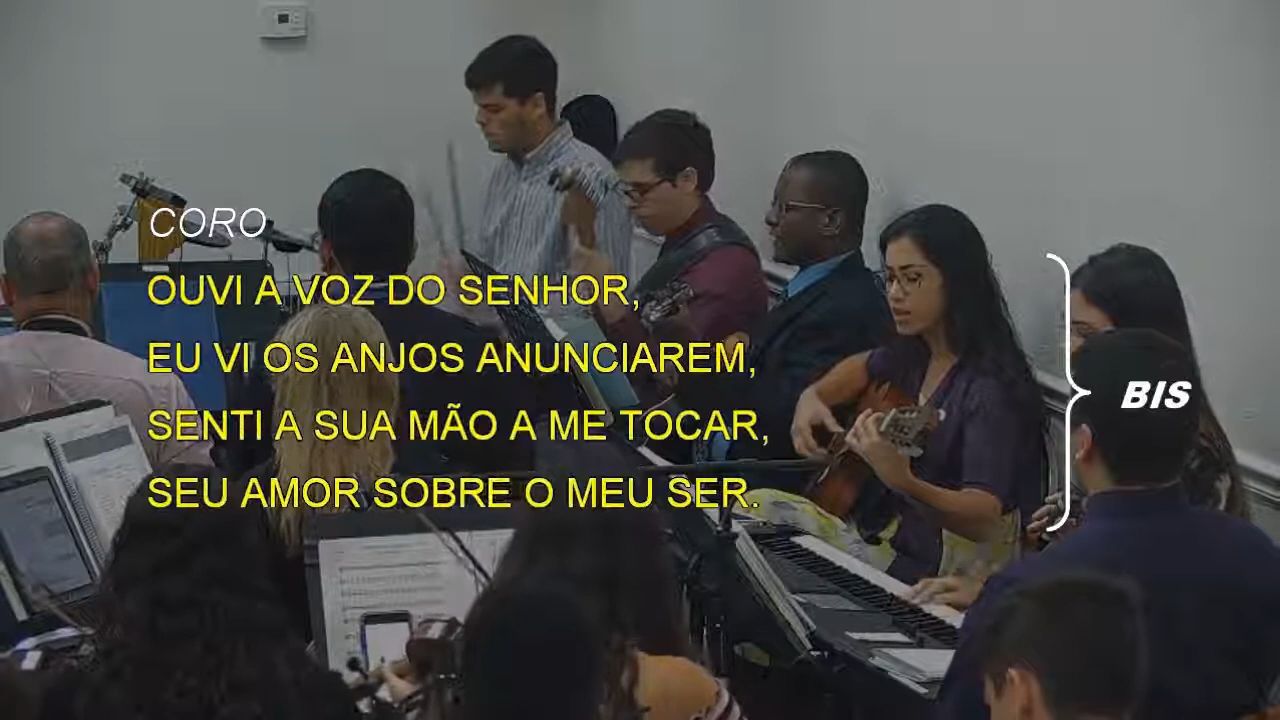 CORO
OUVI A VOZ DO SENHOR,
EU VI OS ANJOS ANUNCIAREM,
SENTI A SUA MÃO A ME TOCAR,
SEU AMOR SOBRE O MEU SER.
BIS